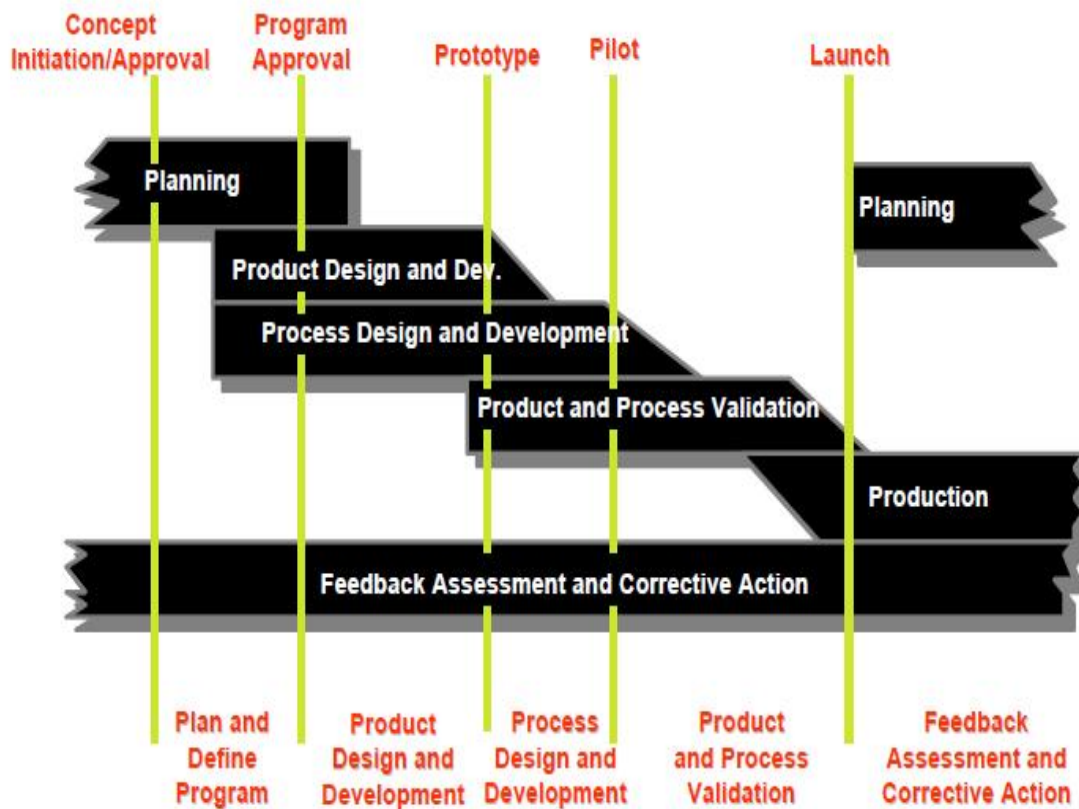 Concept
Initiation/Approval
Program
Approval
Prototype
Pilot
Launch
Planning
Planning
Product Design and Dev.
Process Design and Development
Product and Process Validation
Production
Feedback Assessment and Corrective Action
Plan and
Define
Program
Product
Design and
Development
Process
Design and
Development
Product
and Process
Validation
Feedback
Assessment and
Corrective Action